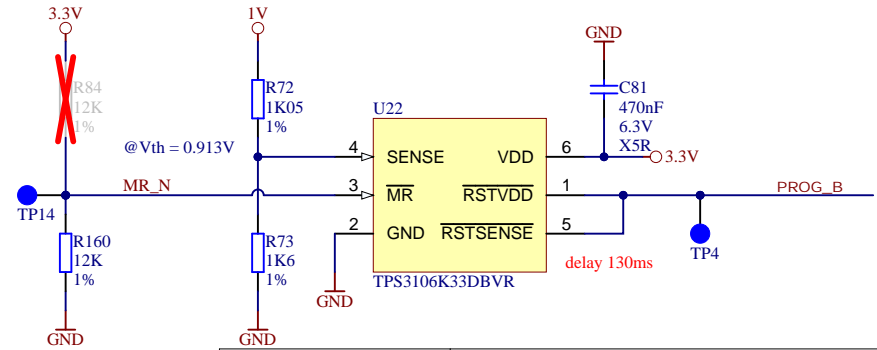 3.3V
1V
GND
R84
12K
1%
R72
1K05
1%
C81
470nF
6.3V
X5R
U22
@Vth = 0.913V
4
SENSE
VDD
6
3.3V
MR_N
3
MR
RSTVDD
1
PROG_B
TP14
2
GND
RSTSENSE
5
TP4
R160
12K
1%
R73
1K6
1%
delay 130ms
TPS3106K33DBVR
GND
GND
GND